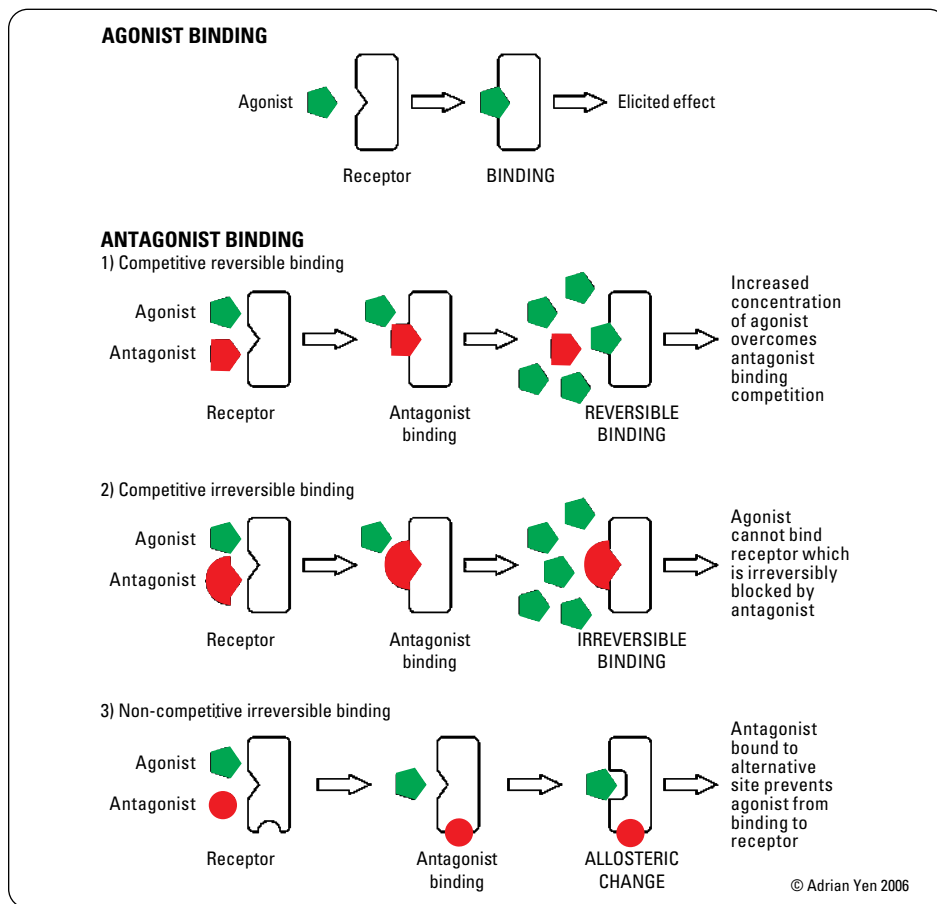 AGONIST BINDING
Agonist
Elicited effect
Receptor
BINDING
ANTAGONIST BINDING
1) Competitive reversible binding
Agonist
Antagonist
Receptor
Antagonist
binding
REVERSIBLE
BINDING
Increased
concentration
of agonist
overcomes
antagonist
binding
competition
2) Competitive irreversible binding
Agonist
Antagonist
Receptor
Antagonist
binding
IRREVERSIBLE
BINDING
Agonist
cannot bind
receptor which
is irreversibly
blocked by
antagonist
3) Non-competitive irreversible binding
Agonist
Antagonist
Receptor
Antagonist
binding
ALLOSTERIC
CHANGE
Antagonist
bound to
alternative
site prevents
agonist from
binding to
receptor
© Adrian Yen 2006